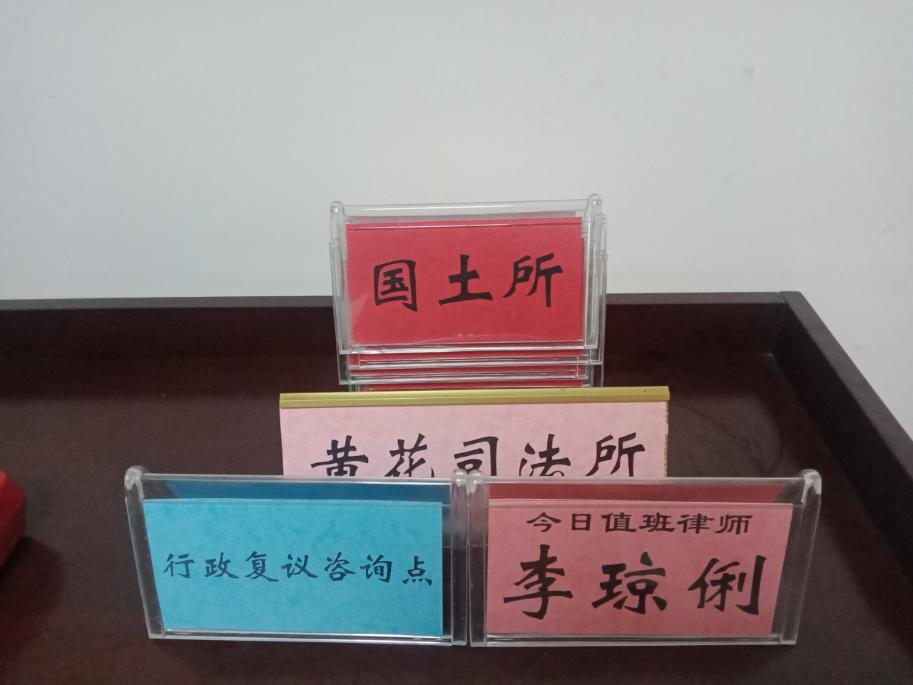 国土所
黄花司法所
行政复议咨询点
今日值班律师
李琼俐